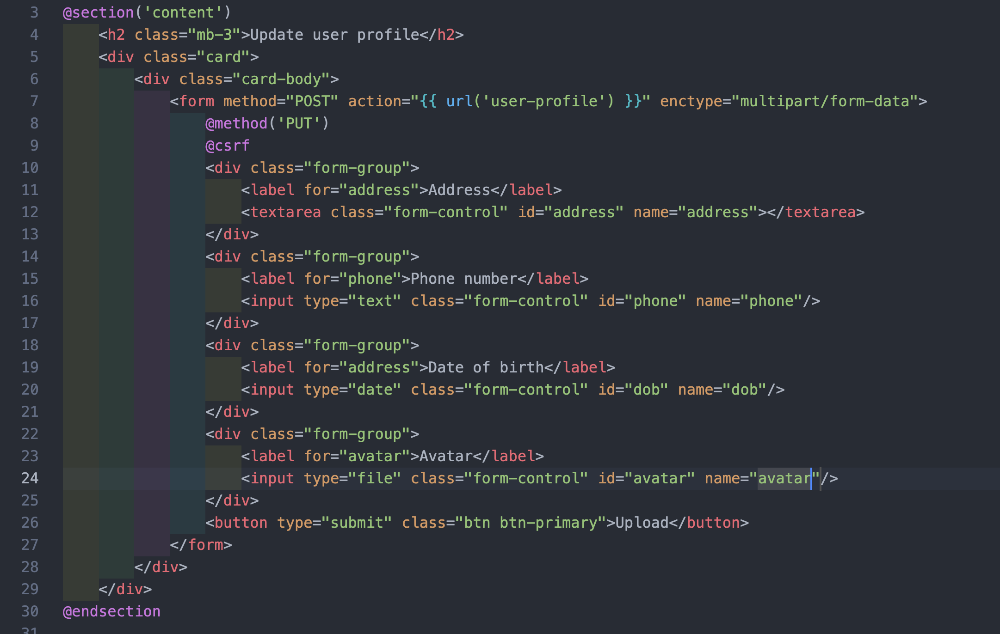 3 @section('content')
4 <h2 class="mb-3">Update user profile</h2>
5 <div class="card">
6 <div class="card-body">
7 <form method="POST" action="{{ url('user-profile') }}" enctype="multipart/form-data">
8 @method('PUT')
9 @csrf
10 <div class="form-group">
11 <label for="address">Address</label>
12 <textarea class="form-control" id="address" name="address"></textarea>
13 </div>
14 <div class="form-group">
15 <label for="phone">Phone number</label>
16 <input type="text" class="form-control" id="phone" name="phone"/>
17 </div>
18 <div class="form-group">
19 <label for="address">Date of birth</label>
20 <input type="date" class="form-control" id="dob" name="dob"/>
21 </div>
22 <div class="form-group">
23 <label for="avatar">Avatar</label>
24 <input type="file" class="form-control" id="avatar" name="avatar"/>
25 </div>
26 <button type="submit" class="btn btn-primary">Upload</button>
27 </form>
28 </div>
29 </div>
30 @endsection
31